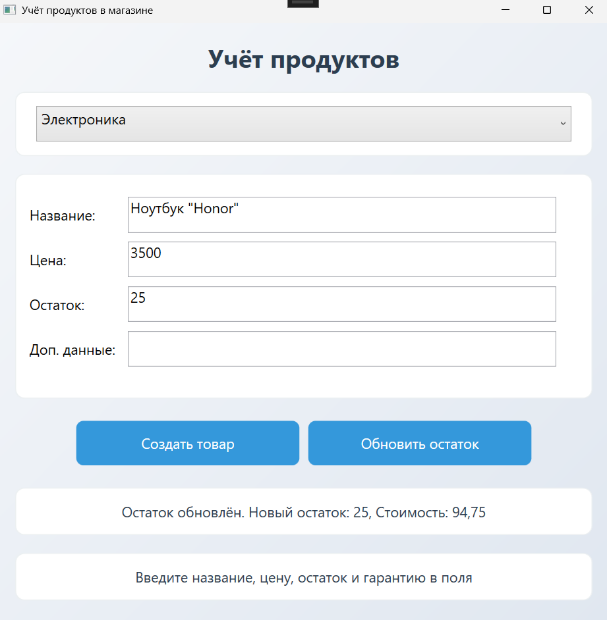 Учёт продуктов в магазине
Учёт продуктов
Электроника
Название:
Ноутбук "Honor"
Цена:
3500
Остаток:
25
Доп. данные:
Создать товар
Обновить остаток
Остаток обновлён. Новый остаток: 25, Стоимость: 94,75
Введите название, цену, остаток и гарантию в поля